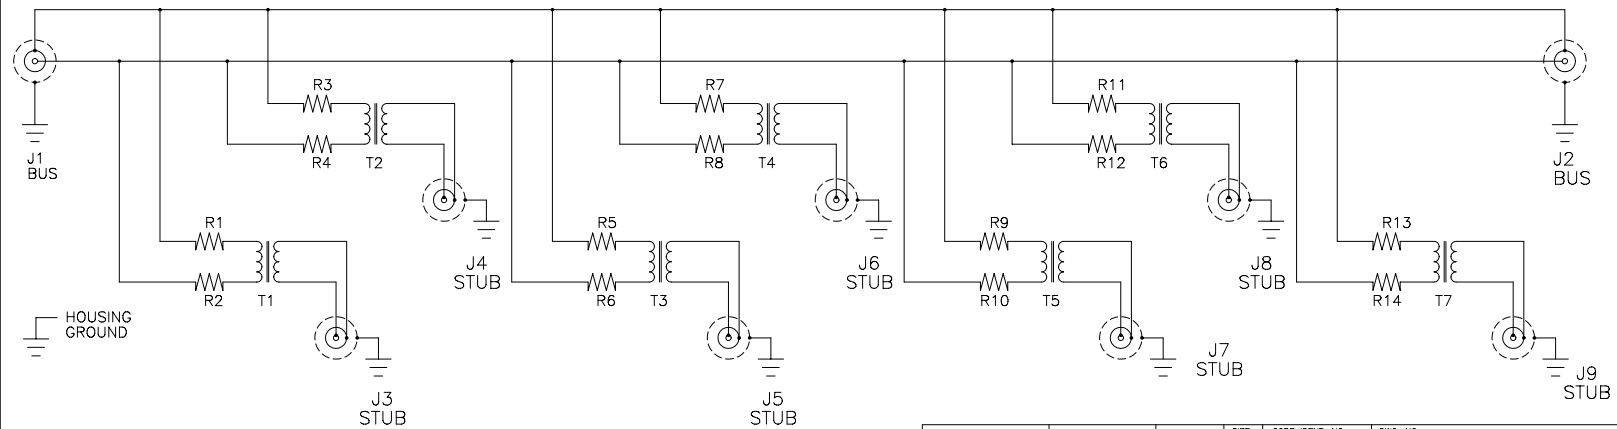 R3
R7
R11
R4
T2
R8
T4
R12
T6
J1
BUS
J2
BUS
R1
R5
R9
R13
J4
STUB
J6
STUB
J8
STUB
R2
T1
R6
T3
R10
T5
R14
T7
HOUSING
GROUND
J7
STUB
J9
STUB
J3
STUB
J5
STUB